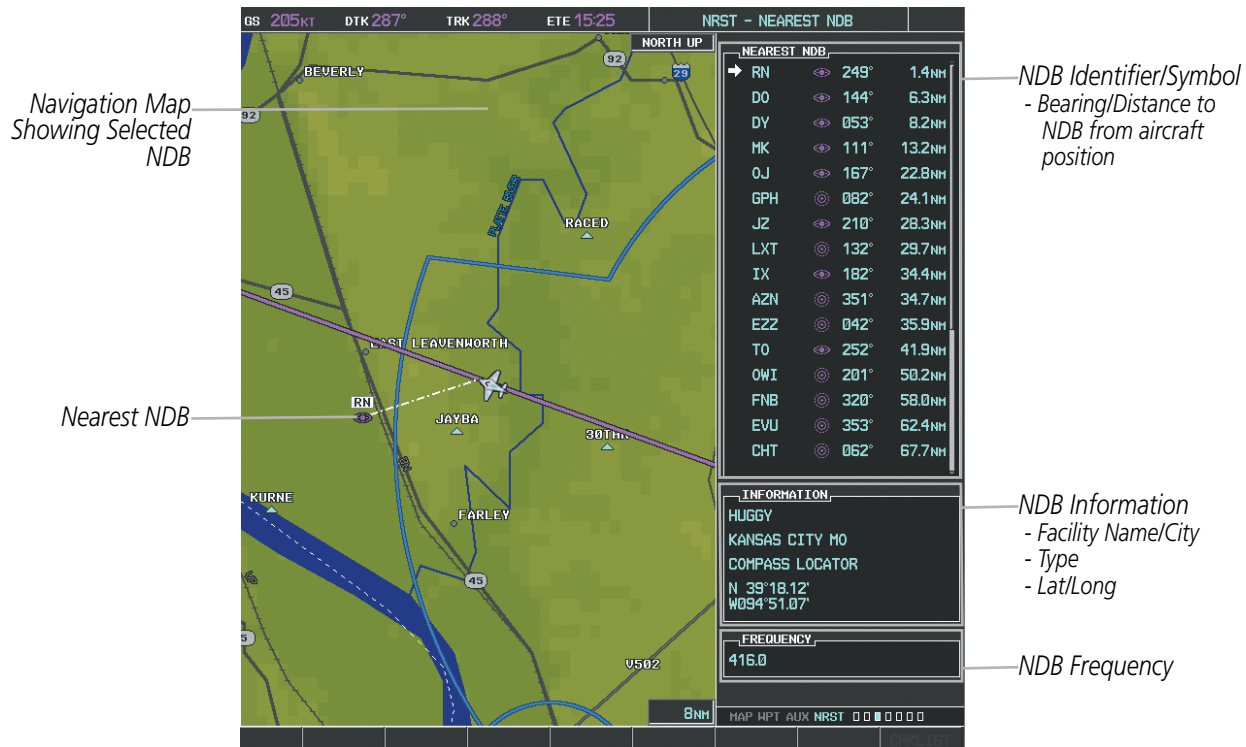 GS 205KT DTK 287° TRK 288° ETE 15:25 NRST - NEAREST NDB
NORTH UP
Navigation Map
Showing Selected
NDB
Nearest NDB
BEVERLY
92
29
92
PLATTE RIVER
RACED
45
EAST LEAVENWORTH
RN
JAYBA
30THR
KURNE
FARLEY
45
V502
8NM
NEAREST NDB
RN 249° 1.4NM
DO 144° 6.3NM
DY 053° 8.2NM
MK 111° 13.2NM
OJ 167° 22.8NM
GPH 082° 24.1NM
JZ 210° 28.3NM
LXT 132° 29.7NM
IX 182° 34.4NM
AZN 351° 34.7NM
EZZ 042° 35.9NM
TO 252° 41.9NM
OWI 201° 50.2NM
FNB 320° 58.0NM
EVU 353° 62.4NM
CHT 062° 67.7NM
INFORMATION
HUGGY
KANSAS CITY MO
COMPASS LOCATOR
N 39°18.12'
W094°51.07'
FREQUENCY
416.0
MAP WPT AUX NRST
CHKLIST
NDB Identifier/Symbol
- Bearing/Distance to
NDB from aircraft
position
NDB Information
- Facility Name/City
- Type
- Lat/Long
NDB Frequency